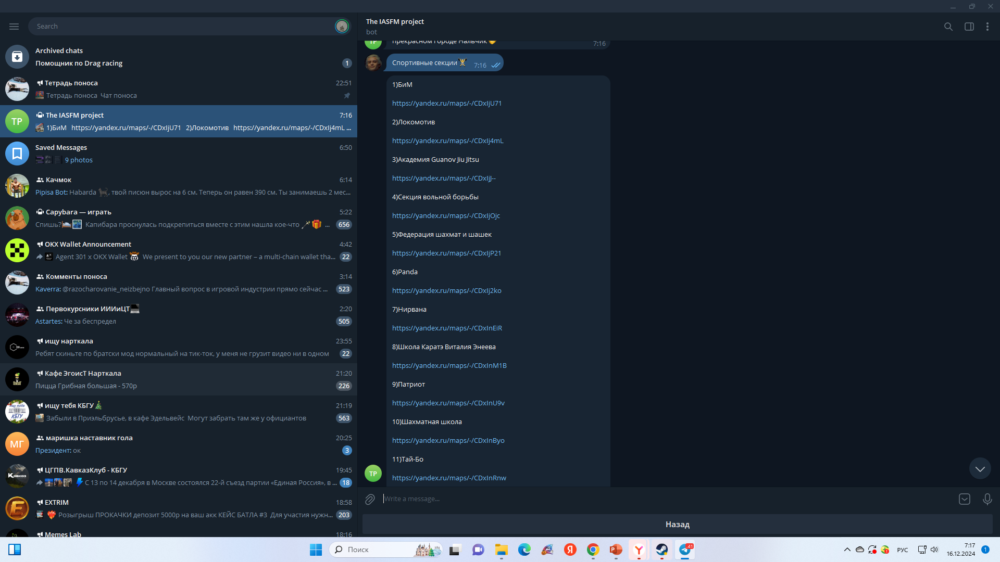 Search
Archived chats
Помощник по Drag racing
1
Тетрадь поноса
22:51
Тетрадь поноса Чат поноса
TP
The IASFM project
7:16
1)БиМ https://yandex.ru/maps/-/CDxIjU71 2)Локомотив https://yandex.ru/maps/-/CDxIj4mL ...
Saved Messages
6:50
9 photos
Качмок
6:14
Pipisa Bot: Habarda 🐈‍⬛, твой писюн вырос на 6 см. Теперь он равен 390 см. Ты занимаешь 2 мес...
Capybara — играть
5:22
Спишь? Капибара проснулась подкрепиться вместе с этим нашла кое-что ...
656
OKX Wallet Announcement
4:42
Agent 301 x OKX Wallet We present to you our new partner – a multi-chain wallet tha...
22
Комменты поноса
3:14
Kaverra: @razocharovanie_neizbejno Главный вопрос в игровой индустрии прямо сейчас ...
523
Первокурсники ИИИиЦТ
2:20
Astartes: Че за беспредел
505
ищу нарткала
23:55
Ребят скиньте по братски мод нормальный на тик-ток, у меня не грузит видео ни в одном
22
Кафе ЭгоисТ Нарткала
21:20
Пицца Грибная большая - 570р
226
ищу тебя КБГУ
21:19
Забыли в Приэльбрусье, в кафе Эдельвейс Могут забрать там же у официантов
563
МГ
маришка наставник гола
20:25
Президент: ок
3
ЦГПВ.КавказКлуб - КБГУ
19:45
С 13 по 14 декабря в Москве состоялся 22-й съезд партии «Единая Россия», в ...
18
EXTRIM
18:58
Розыгрыш ПРОКАЧКИ депозит 5000р на ваш акк КЕЙС БАТЛА #3 Для участия нужн...
203
Memes Lab
18:16
The IASFM project
bot
прекрасном городе Нальчик
7:16
Спортивные секции
7:16
1)БиМ
https://yandex.ru/maps/-/CDxIjU71
2)Локомотив
https://yandex.ru/maps/-/CDxIj4mL
3)Академия Guanov Jiu Jitsu
https://yandex.ru/maps/-/CDxIjJ--
4)Секция вольной борьбы
https://yandex.ru/maps/-/CDxIjOjc
5)Федерация шахмат и шашек
https://yandex.ru/maps/-/CDxIjP21
6)Panda
https://yandex.ru/maps/-/CDxIj2ko
7)Нирвана
https://yandex.ru/maps/-/CDxInEiR
8)Школа Каратэ Виталия Энеева
https://yandex.ru/maps/-/CDxInM1B
9)Патриот
https://yandex.ru/maps/-/CDxInU9v
10)Шахматная школа
https://yandex.ru/maps/-/CDxInByo
11)Тай-Бо
https://yandex.ru/maps/-/CDxInRnw
TP
Write a message...
Назад
Поиск
41
РУС
7:17
16.12.2024
1